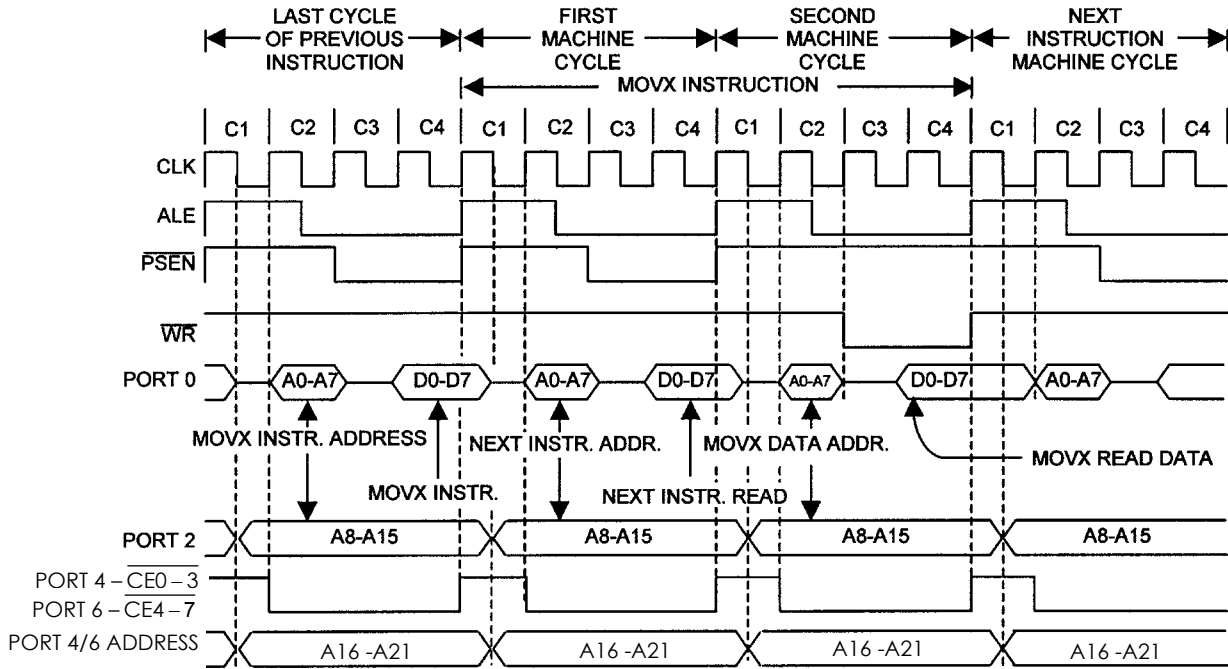 LAST CYCLE OF PREVIOUS INSTRUCTION
FIRST MACHINE CYCLE
SECOND MACHINE CYCLE
NEXT INSTRUCTION MACHINE CYCLE
MOVX INSTRUCTION
C1 C2 C3 C4 C1 C2 C3 C4 C1 C2 C3 C4 C1 C2 C3 C4
CLK
ALE
PSEN
WR
PORT 0 A0-A7 D0-D7 A0-A7 D0-D7 A0-A7 D0-D7 A0-A7
MOVX INSTR. ADDRESS
NEXT INSTR. ADDR.
MOVX DATA ADDR.
MOVX READ DATA
MOVX INSTR.
NEXT INSTR. READ
PORT 2 A8-A15 A8-A15 A8-A15 A8-A15
PORT 4 – CE0 – 3
PORT 6 – CE4 – 7
PORT 4/6 ADDRESS A16 -A21 A16 -A21 A16 -A21 A16 -A21